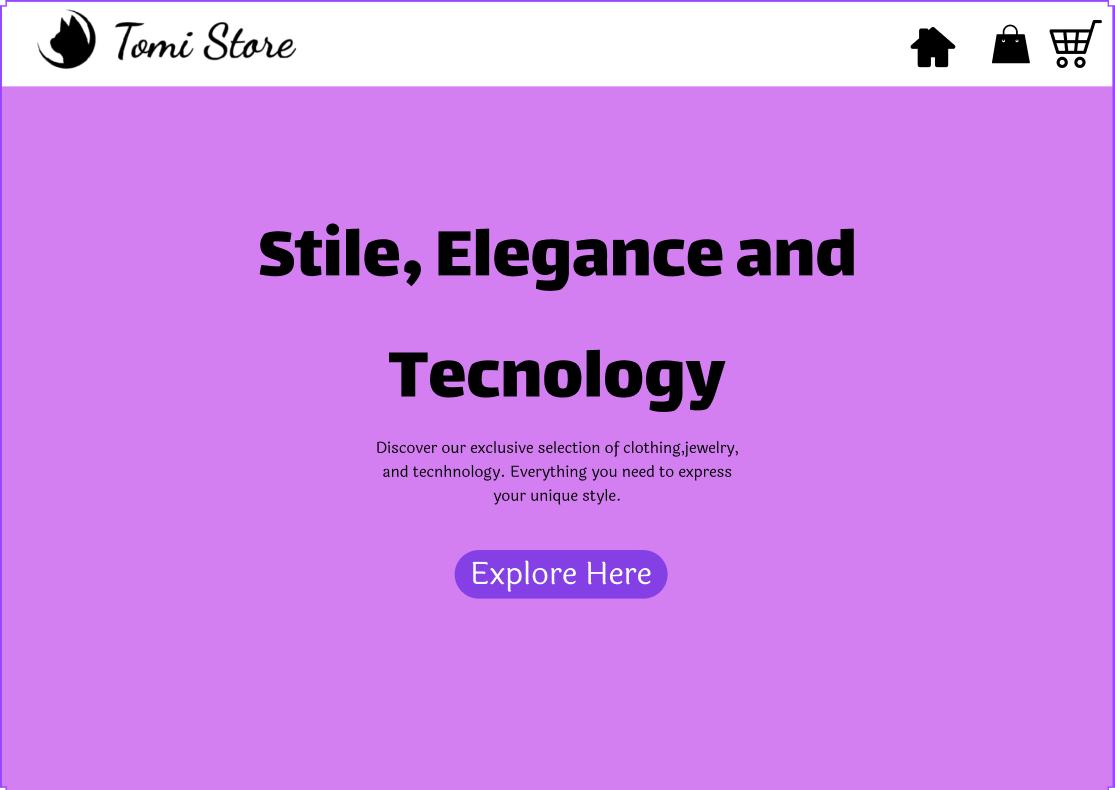 Tomi Store
Stile, Elegance and
Tecnology
Discover our exclusive selection of clothing,jewelry,
and tecnhnology. Everything you need to express
your unique style.
Explore Here